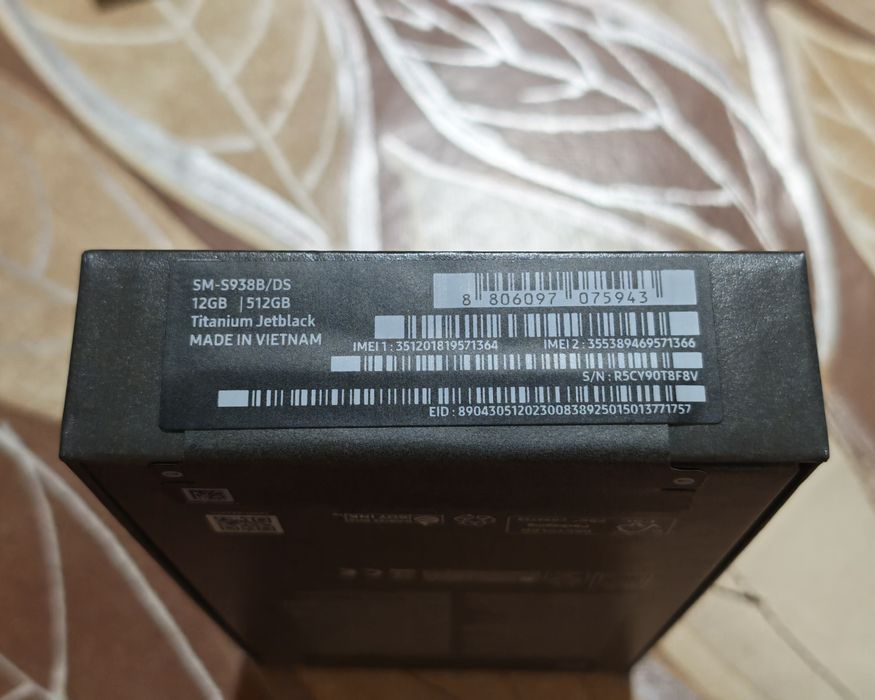 SM-S938B/DS
12GB | 512GB
Titanium Jetblack
MADE IN VIETNAM
8 806097 075943
IMEI 1 : 351201819571364
IMEI 2 : 355389469571366
S/N : R5CY90T8F8V
EID : 89043051202300838925015013771757